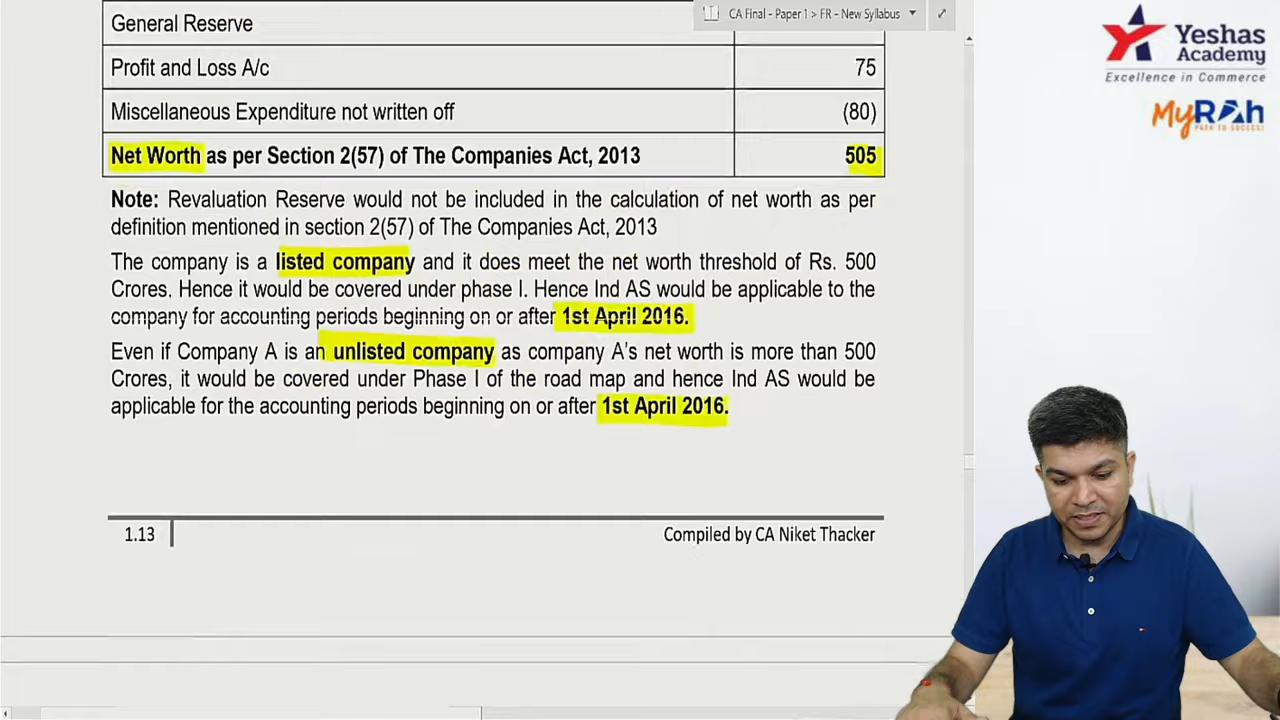 CA Final - Paper 1 > FR - New Syllabus
General Reserve
Profit and Loss A/c 75
Miscellaneous Expenditure not written off (80)
Net Worth as per Section 2(57) of The Companies Act, 2013 505
Note: Revaluation Reserve would not be included in the calculation of net worth as per
definition mentioned in section 2(57) of The Companies Act, 2013
The company is a listed company and it does meet the net worth threshold of Rs. 500
Crores. Hence it would be covered under phase I. Hence Ind AS would be applicable to the
company for accounting periods beginning on or after 1st April 2016.
Even if Company A is an unlisted company as company A's net worth is more than 500
Crores, it would be covered under Phase I of the road map and hence Ind AS would be
applicable for the accounting periods beginning on or after 1st April 2016.
1.13
Compiled by CA Niket Thacker
Yeshas
Academy
Excellence in Commerce
MyRah
PATH TO SUCCESS